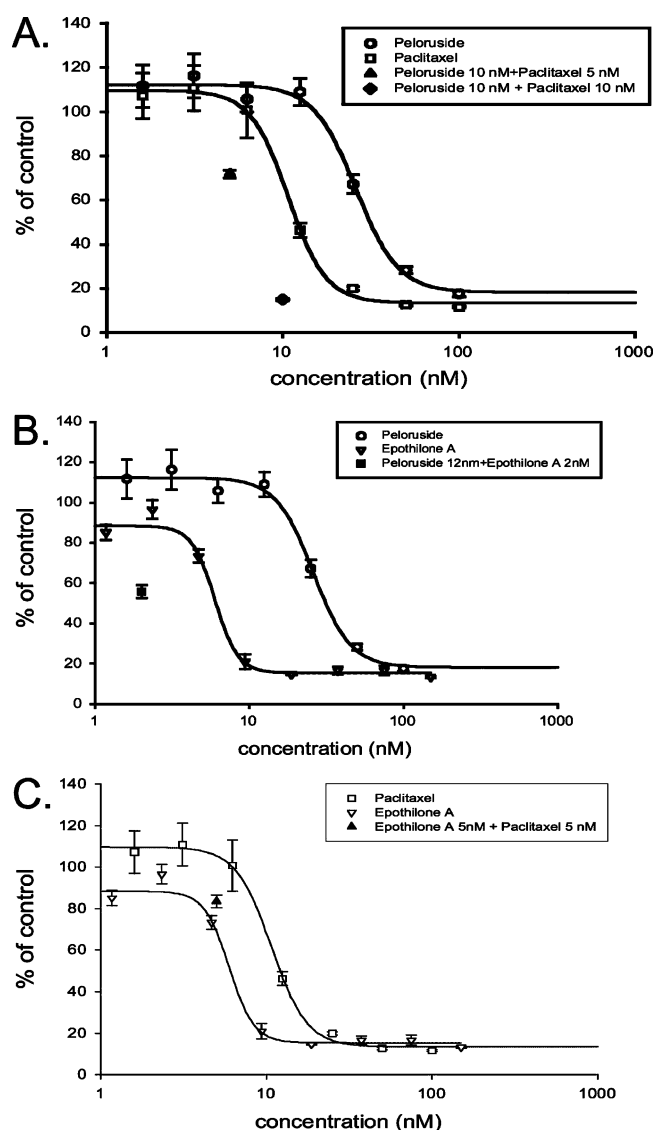 A.
Peloruside
Paclitaxel
Peloruside 10 nM+Paclitaxel 5 nM
Peloruside 10 nM + Paclitaxel 10 nM
% of control
140
120
100
80
60
40
20
0
1
10
100
1000
concentration (nM)
B.
Peloruside
Epothilone A
Peloruside 12nm+Epothilone A 2nM
% of control
140
120
100
80
60
40
20
0
1
10
100
1000
concentration (nM)
C.
Paclitaxel
Epothilone A
Epothilone A 5nM + Paclitaxel 5 nM
% of control
140
120
100
80
60
40
20
0
1
10
100
1000
concentration (nM)